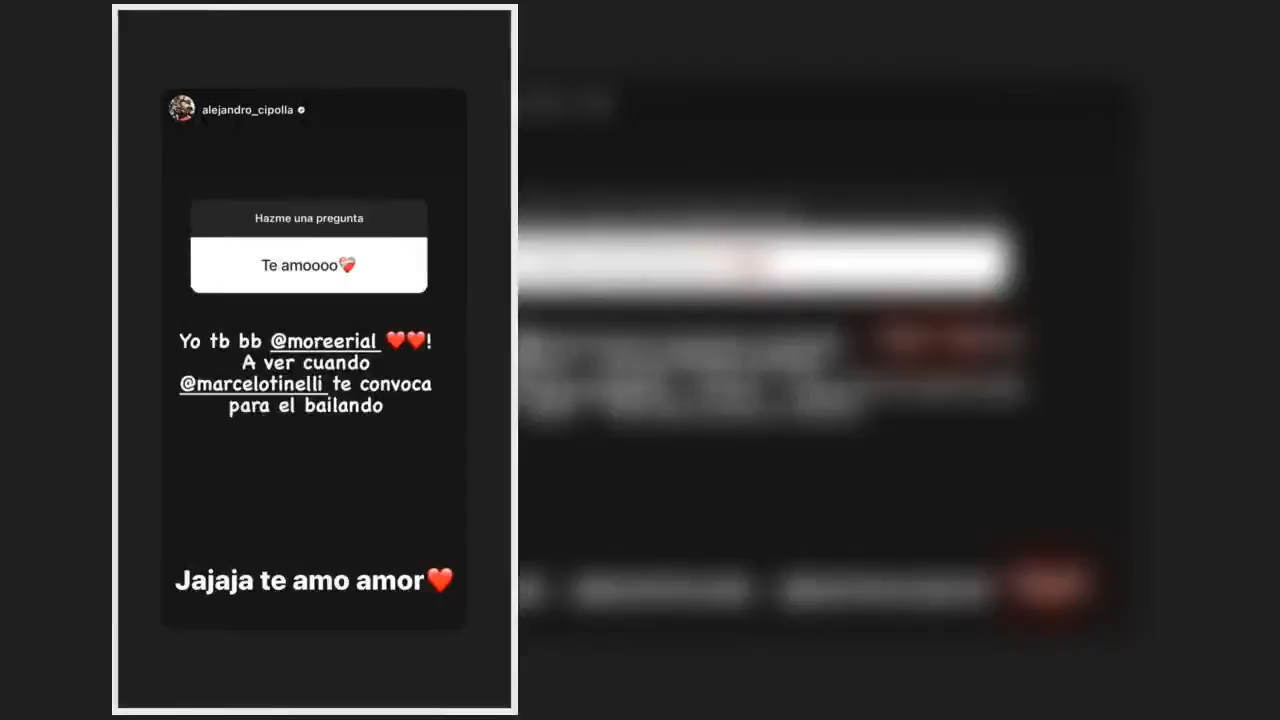 alejandro_cipolla
Hazme una pregunta
Te amoooo❤️‍🩹
Yo tb bb @moreerial ❤️❤️!
A ver cuando
@marcelotinelli te convoca
para el bailando
Jajaja te amo amor❤️